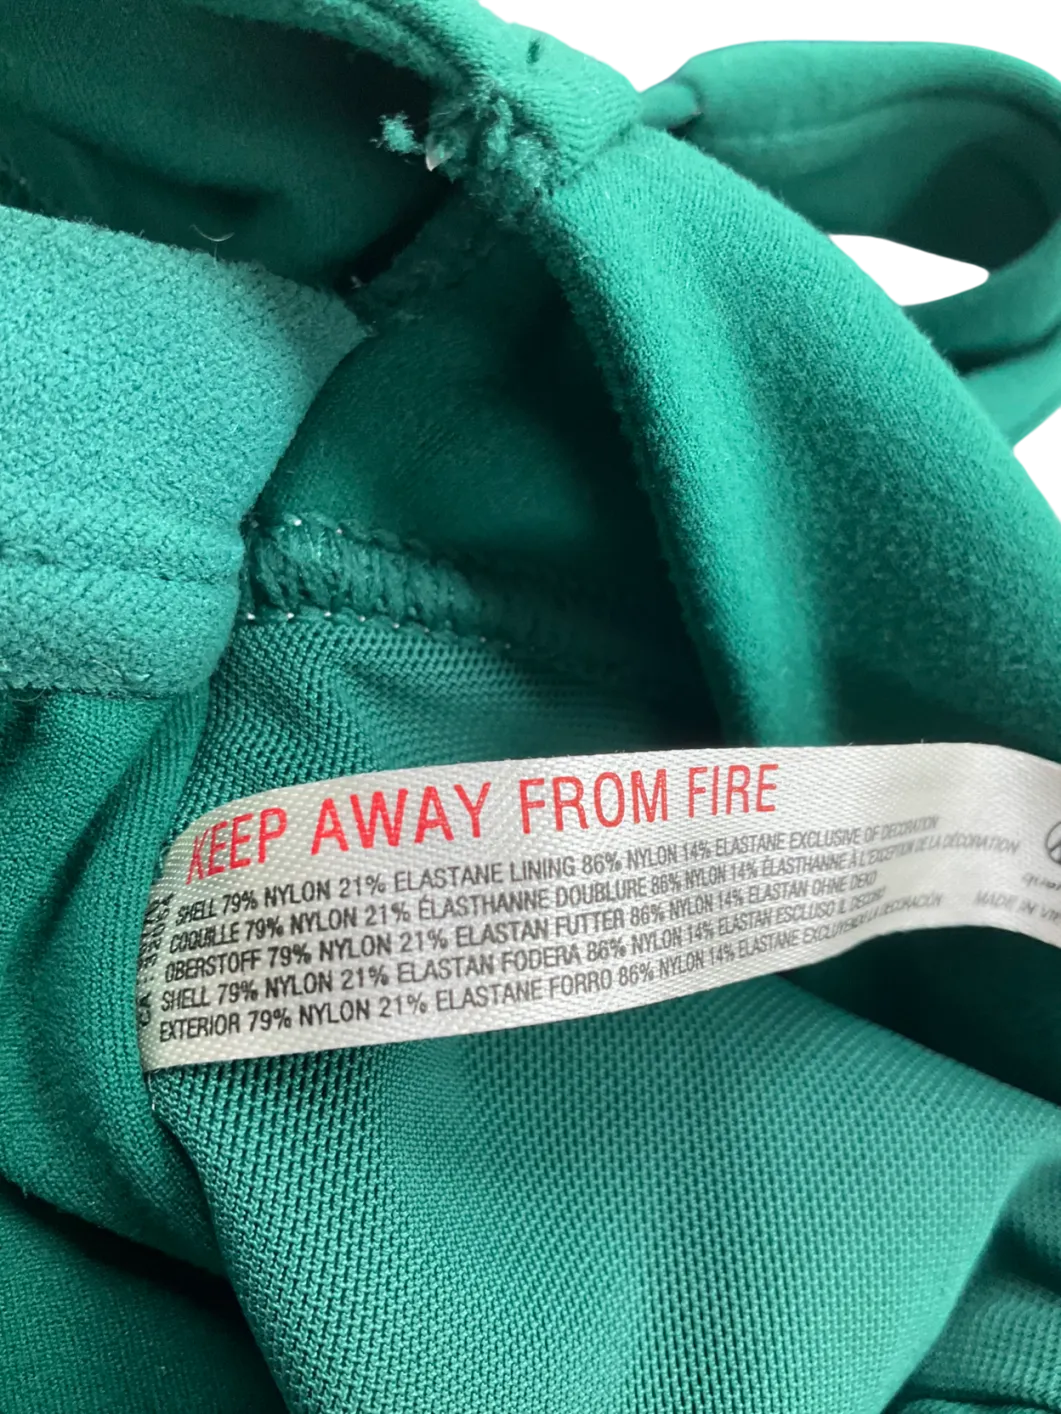 KEEP AWAY FROM FIRE
SHELL 79% NYLON 21% ELASTANE LINING 86% NYLON 14% ELASTANE EXCLUSIVE OF DECORATION
COQUILLE 79% NYLON 21% ÉLASTHANNE DOUBLURE 86% NYLON 14% ÉLASTHANNE À L'EXCEPTION DE LA DÉCORATION
OBERSTOFF 79% NYLON 21% ELASTAN FUTTER 86% NYLON 14% ELASTAN OHNE DEKO
SHELL 79% NYLON 21% ELASTAN FODERA 86% NYLON 14% ELASTAN ESCLUSO IL DECORO
EXTERIOR 79% NYLON 21% ELASTANE FORRO 86% NYLON 14% ELASTANE EXCLUYENDO LA DECORACIÓN
MADE IN